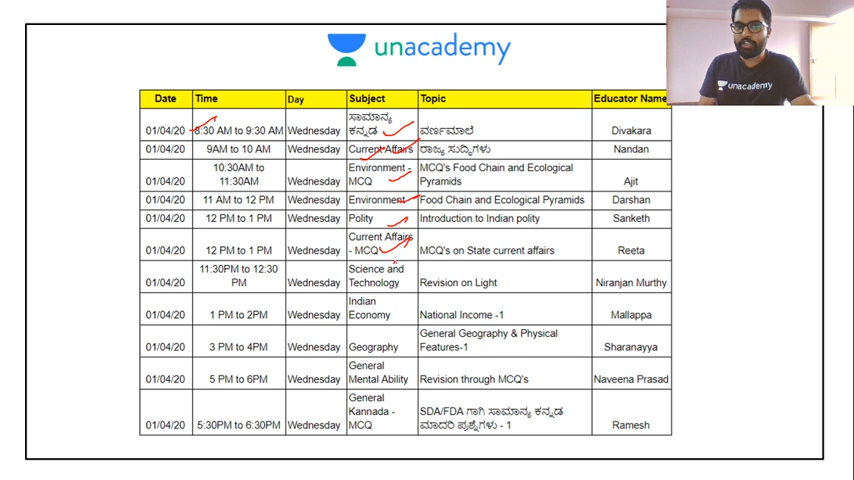 unacademy
unacademy
Date Time Day Subject Topic Educator Name
01/04/20 8:30 AM to 9:30 AM Wednesday ಸಾಮಾನ್ಯ ಕನ್ನಡ ವರ್ಣಮಾಲೆ Divakara
01/04/20 9AM to 10 AM Wednesday Current Affairs ರಾಜ್ಯ ಸುದ್ದಿಗಳು Nandan
01/04/20 10:30AM to 11:30AM Wednesday Environment - MCQ MCQ's Food Chain and Ecological Pyramids Ajit
01/04/20 11 AM to 12 PM Wednesday Environment Food Chain and Ecological Pyramids Darshan
01/04/20 12 PM to 1 PM Wednesday Polity Introduction to Indian polity Sanketh
01/04/20 12 PM to 1 PM Wednesday Current Affairs - MCQ MCQ's on State current affairs Reeta
01/04/20 11:30PM to 12:30 PM Wednesday Science and Technology Revision on Light Niranjan Murthy
01/04/20 1 PM to 2PM Wednesday Indian Economy National Income -1 Mallappa
01/04/20 3 PM to 4PM Wednesday Geography General Geography & Physical Features-1 Sharanayya
01/04/20 5 PM to 6PM Wednesday General Mental Ability Revision through MCQ's Naveena Prasad
01/04/20 5:30PM to 6:30PM Wednesday General Kannada - MCQ SDA/FDA ಗಾಗಿ ಸಾಮಾನ್ಯ ಕನ್ನಡ ಮಾದರಿ ಪ್ರಶ್ನೆಗಳು - 1 Ramesh